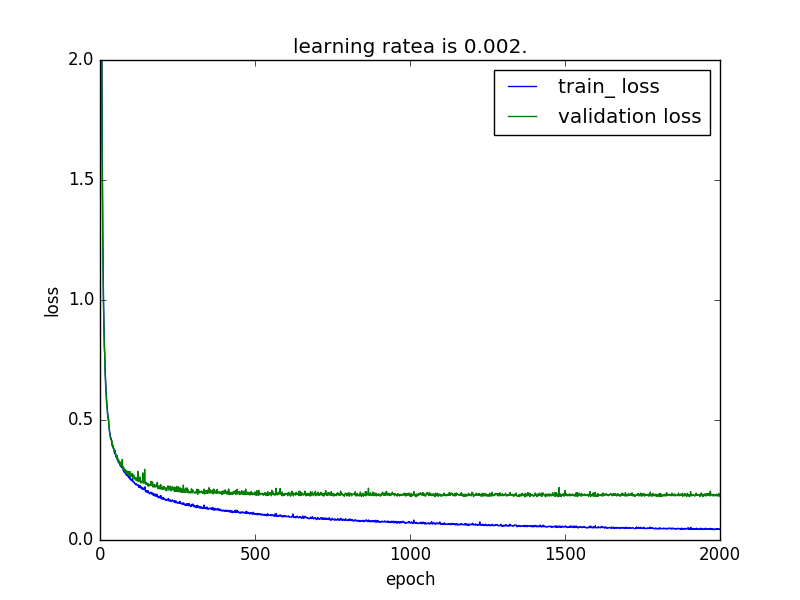 learning ratea is 0.002.
train_ loss
validation loss
2.0
1.5
1.0
0.5
0.0
loss
0 500 1000 1500 2000
epoch